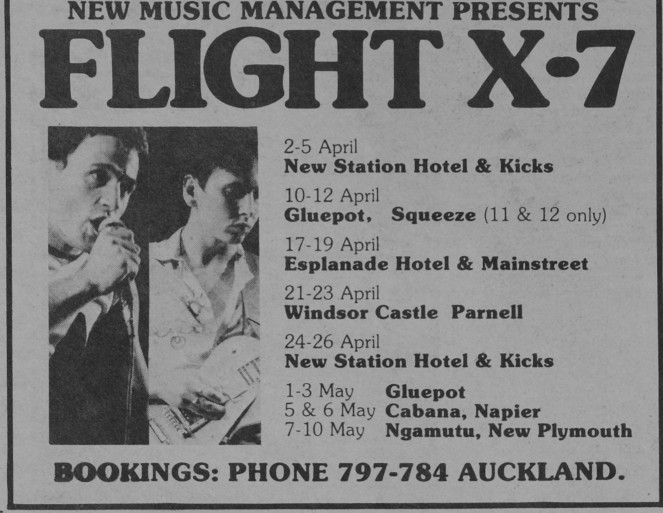 NEW MUSIC MANAGEMENT PRESENTS
FLIGHT X-7
2-5 April
New Station Hotel & Kicks
10-12 April
Gluepot, Squeeze (11 & 12 only)
17-19 April
Esplanade Hotel & Mainstreet
21-23 April
Windsor Castle Parnell
24-26 April
New Station Hotel & Kicks
1-3 May Gluepot
5 & 6 May Cabana, Napier
7-10 May Ngamutu, New Plymouth
BOOKINGS: PHONE 797-784 AUCKLAND.